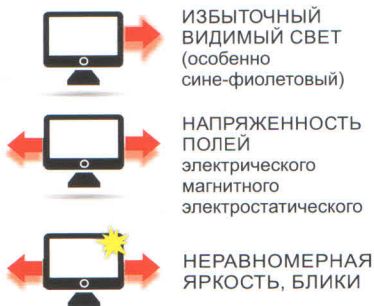 ИЗБЫТОЧНЫЙ
ВИДИМЫЙ СВЕТ
(особенно
сине-фиолетовый)
НАПРЯЖЕННОСТЬ
ПОЛЕЙ
электрического
магнитного
электростатического
НЕРАВНОМЕРНАЯ
ЯРКОСТЬ, БЛИКИ